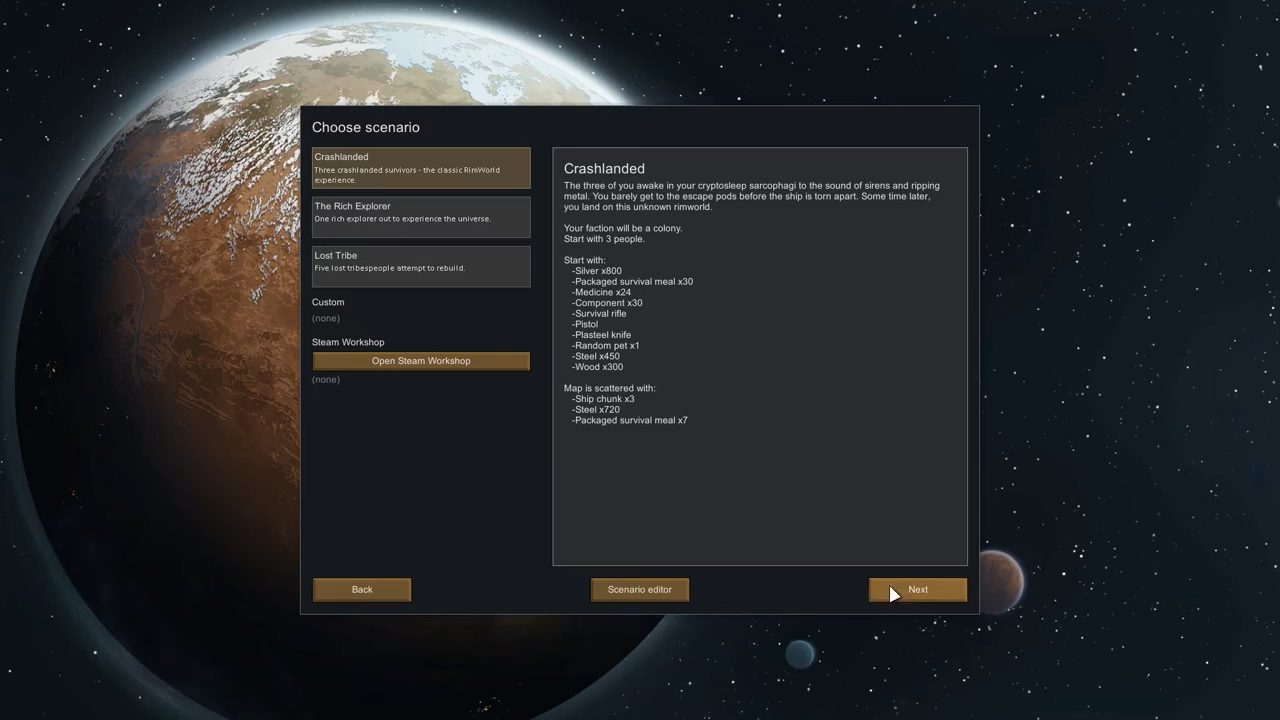 Choose scenario
Crashlanded
Three crashlanded survivors - the classic RimWorld
experience.
The Rich Explorer
One rich explorer out to experience the universe.
Lost Tribe
Five lost tribespeople attempt to rebuild.
Custom
(none)
Steam Workshop
Open Steam Workshop
(none)
Crashlanded
The three of you awake in your cryptosleep sarcophagi to the sound of sirens and ripping
metal. You barely get to the escape pods before the ship is torn apart. Some time later,
you land on this unknown rimworld.
Your faction will be a colony.
Start with 3 people.
Start with:
-Silver x800
-Packaged survival meal x30
-Medicine x24
-Component x30
-Survival rifle
-Pistol
-Plasteel knife
-Random pet x1
-Steel x450
-Wood x300
Map is scattered with:
-Ship chunk x3
-Steel x720
-Packaged survival meal x7
Back
Scenario editor
Next